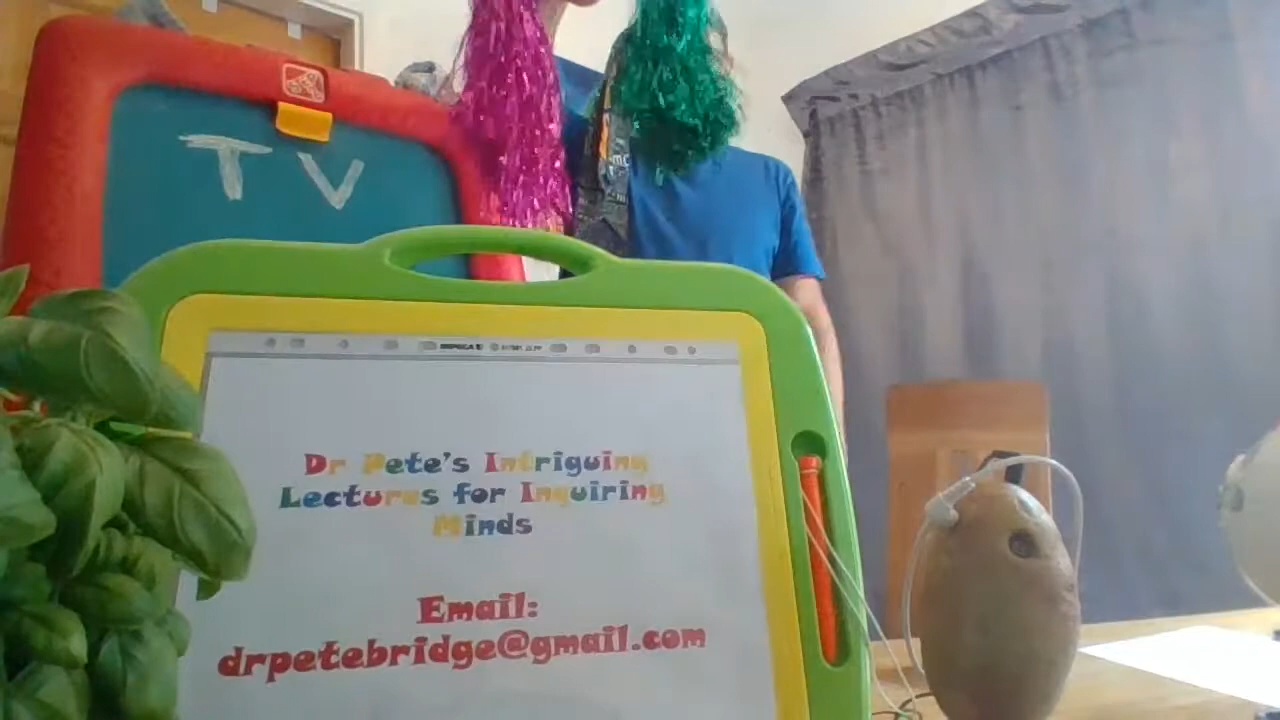 TV
Dr Pete's Intriguing
Lectures for Inquiring
Minds
Email:
drpetebridge@gmail.com